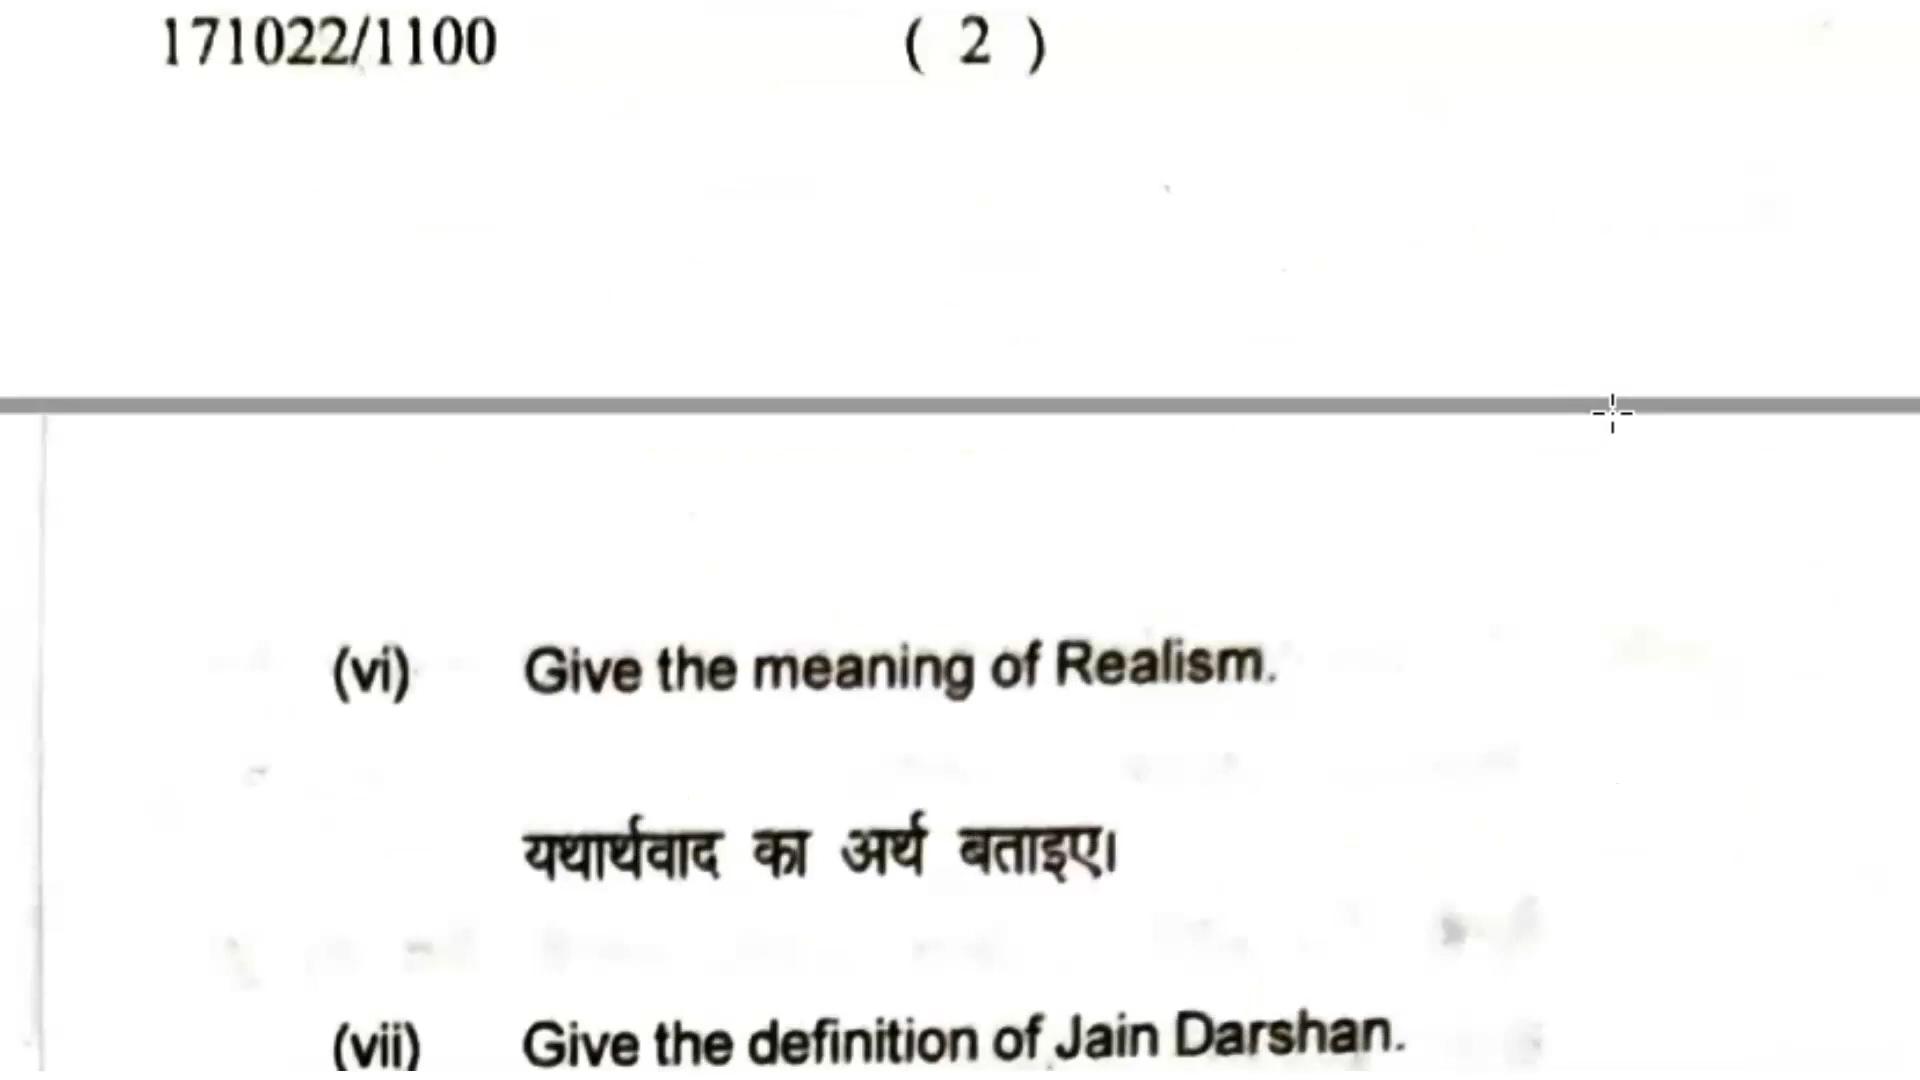 171022/1100 ( 2 )
(vi) Give the meaning of Realism.
यथार्थवाद का अर्थ बताइए।
(vii) Give the definition of Jain Darshan.